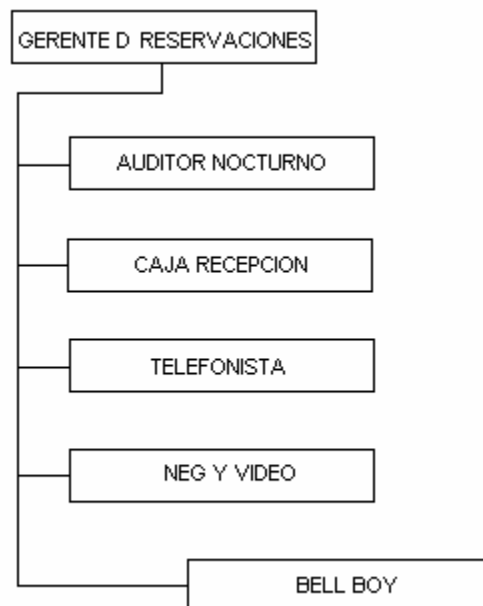 GERENTE D RESERVACIONES
AUDITOR NOCTURNO
CAJA RECEPCION
TELEFONISTA
NEG Y VIDEO
BELL BOY